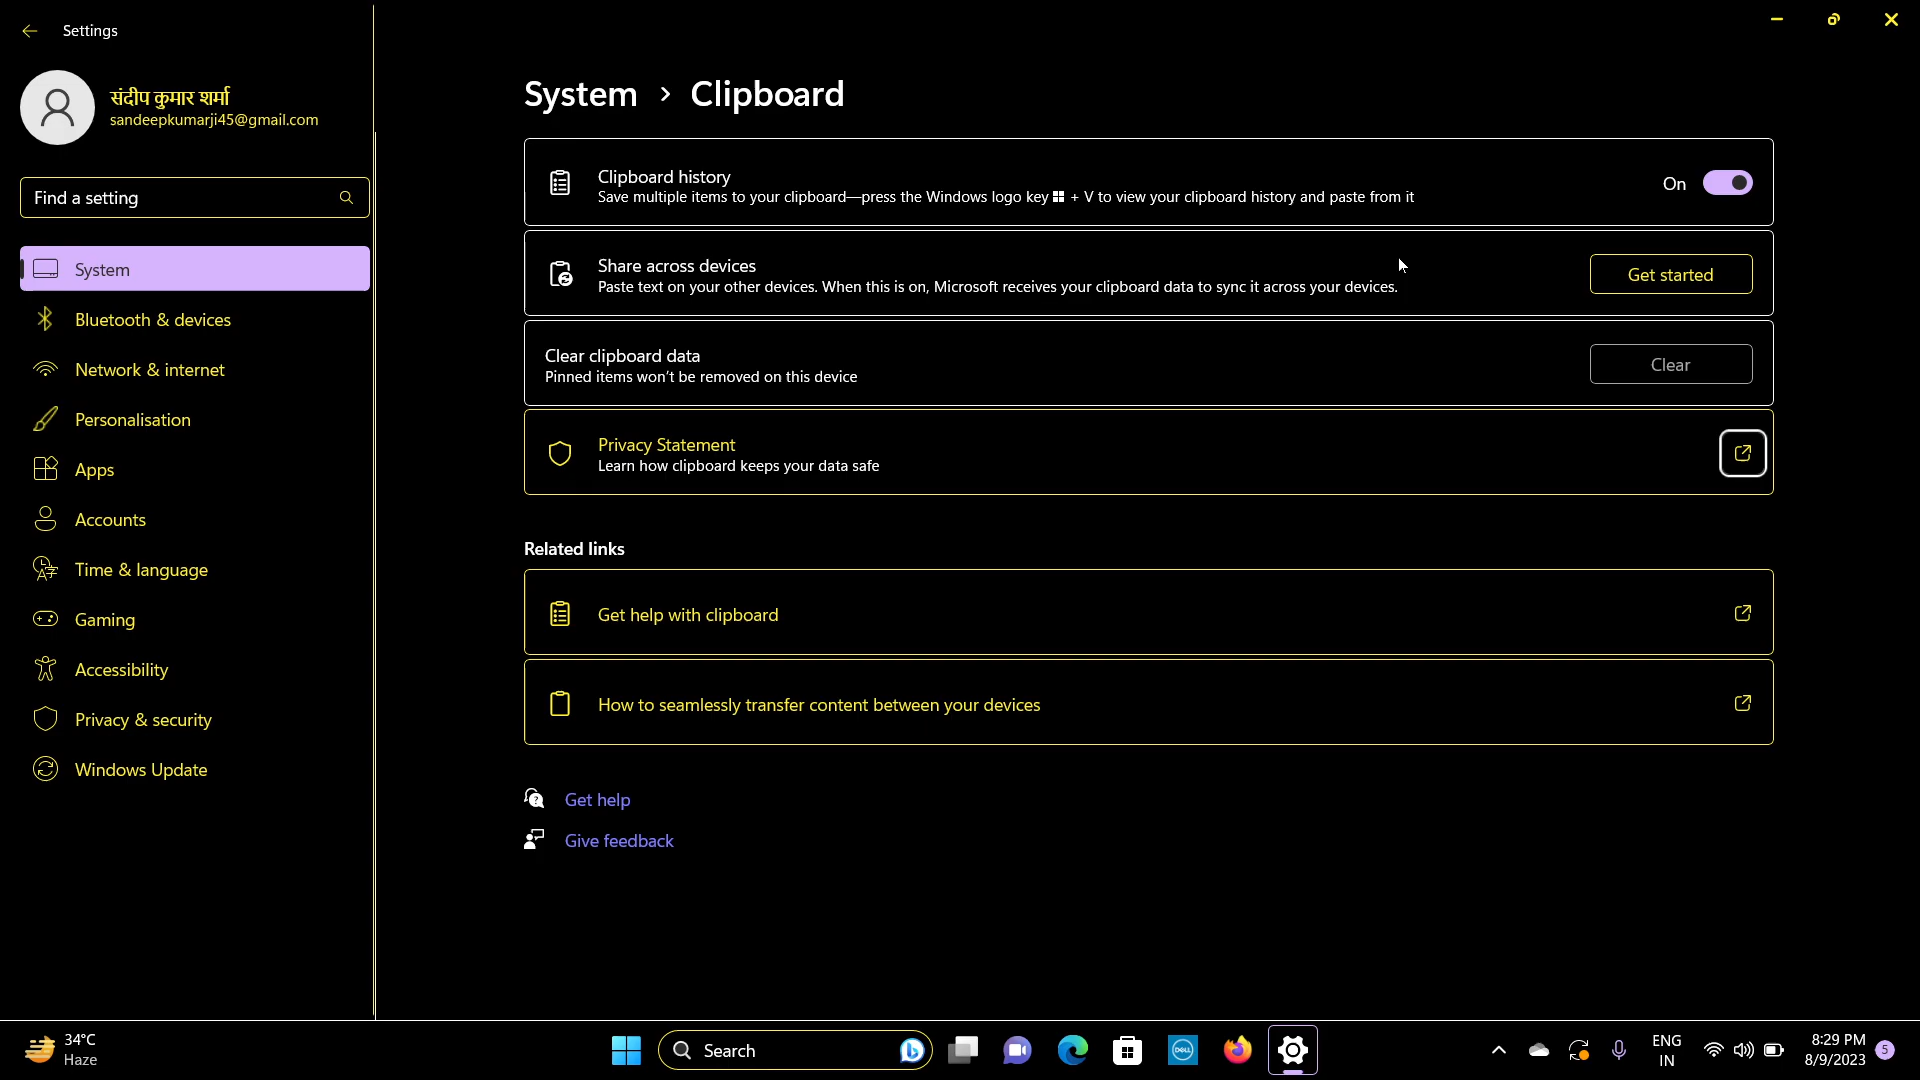 Settings
संदीप कुमार शर्मा
sandeepkumarji45@gmail.com
Find a setting
System
Bluetooth & devices
Network & internet
Personalisation
Apps
Accounts
Time & language
Gaming
Accessibility
Privacy & security
Windows Update
System > Clipboard
Clipboard history
Save multiple items to your clipboard—press the Windows logo key + V to view your clipboard history and paste from it
On
Share across devices
Paste text on your other devices. When this is on, Microsoft receives your clipboard data to sync it across your devices.
Get started
Clear clipboard data
Pinned items won’t be removed on this device
Clear
Privacy Statement
Learn how clipboard keeps your data safe
Related links
Get help with clipboard
How to seamlessly transfer content between your devices
Get help
Give feedback
34°C
Haze
Search
DELL
ENG
IN
8:29 PM
8/9/2023
5